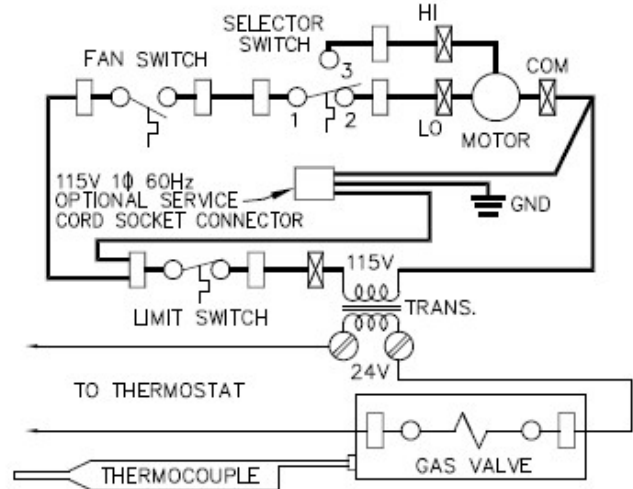 HI
SELECTOR
SWITCH
FAN SWITCH
3
COM
1
2
LO
MOTOR
115V 1ϕ 60Hz
OPTIONAL SERVICE
CORD SOCKET CONNECTOR
GND
115V
LIMIT SWITCH
TRANS.
24V
TO THERMOSTAT
GAS VALVE
THERMOCOUPLE